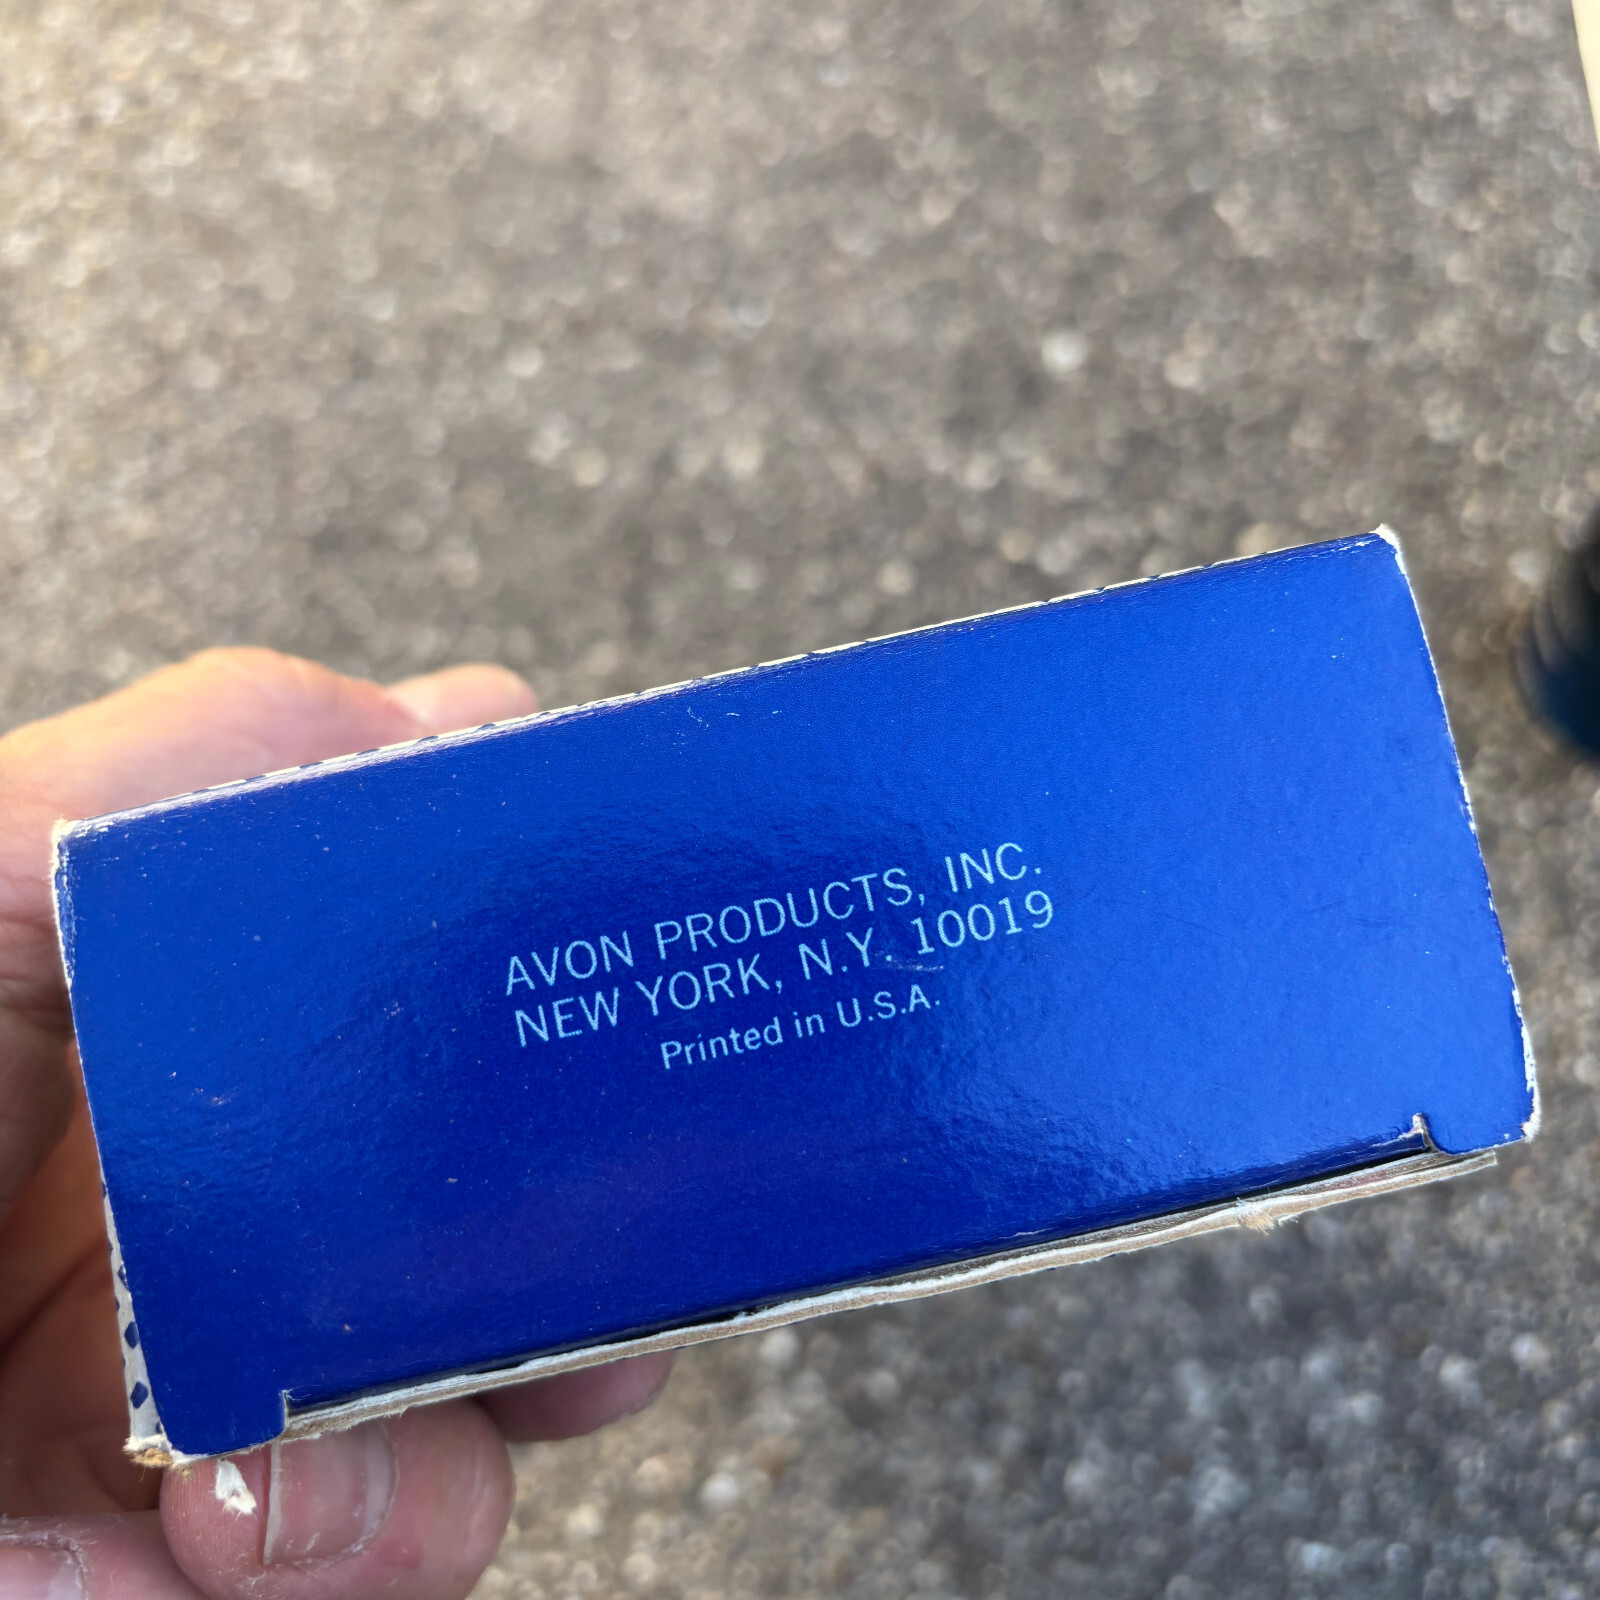 AVON PRODUCTS, INC.
NEW YORK, N.Y. 10019
Printed in U.S.A.